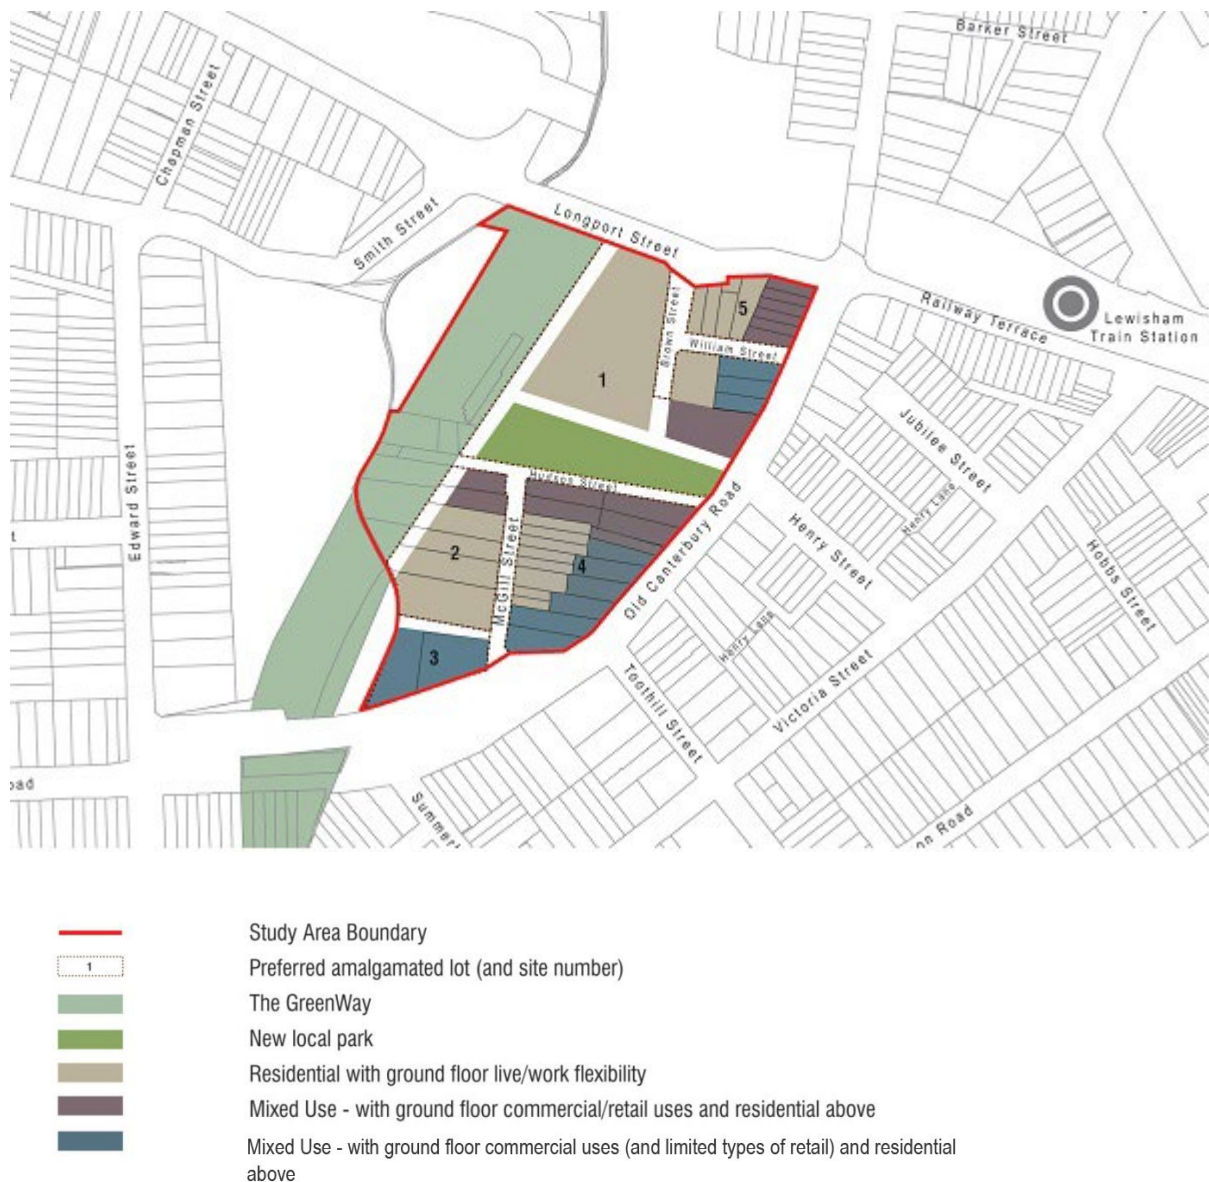 Barker Street
Chapman Street
Smith Street
Longport Street
Railway Terrace
Lewisham
Train Station
Brown Street
5
William Street
1
Jubilee Street
Edward Street
Hudson Street
Henry Lane
Old Canterbury Road
Henry Street
Hobbs Street
2
McGill Street
4
Henry Lane
3
Toothill Street
Victoria Street
oad
Summerh
on Road
Study Area Boundary
1 Preferred amalgamated lot (and site number)
The GreenWay
New local park
Residential with ground floor live/work flexibility
Mixed Use - with ground floor commercial/retail uses and residential above
Mixed Use - with ground floor commercial uses (and limited types of retail) and residential
above